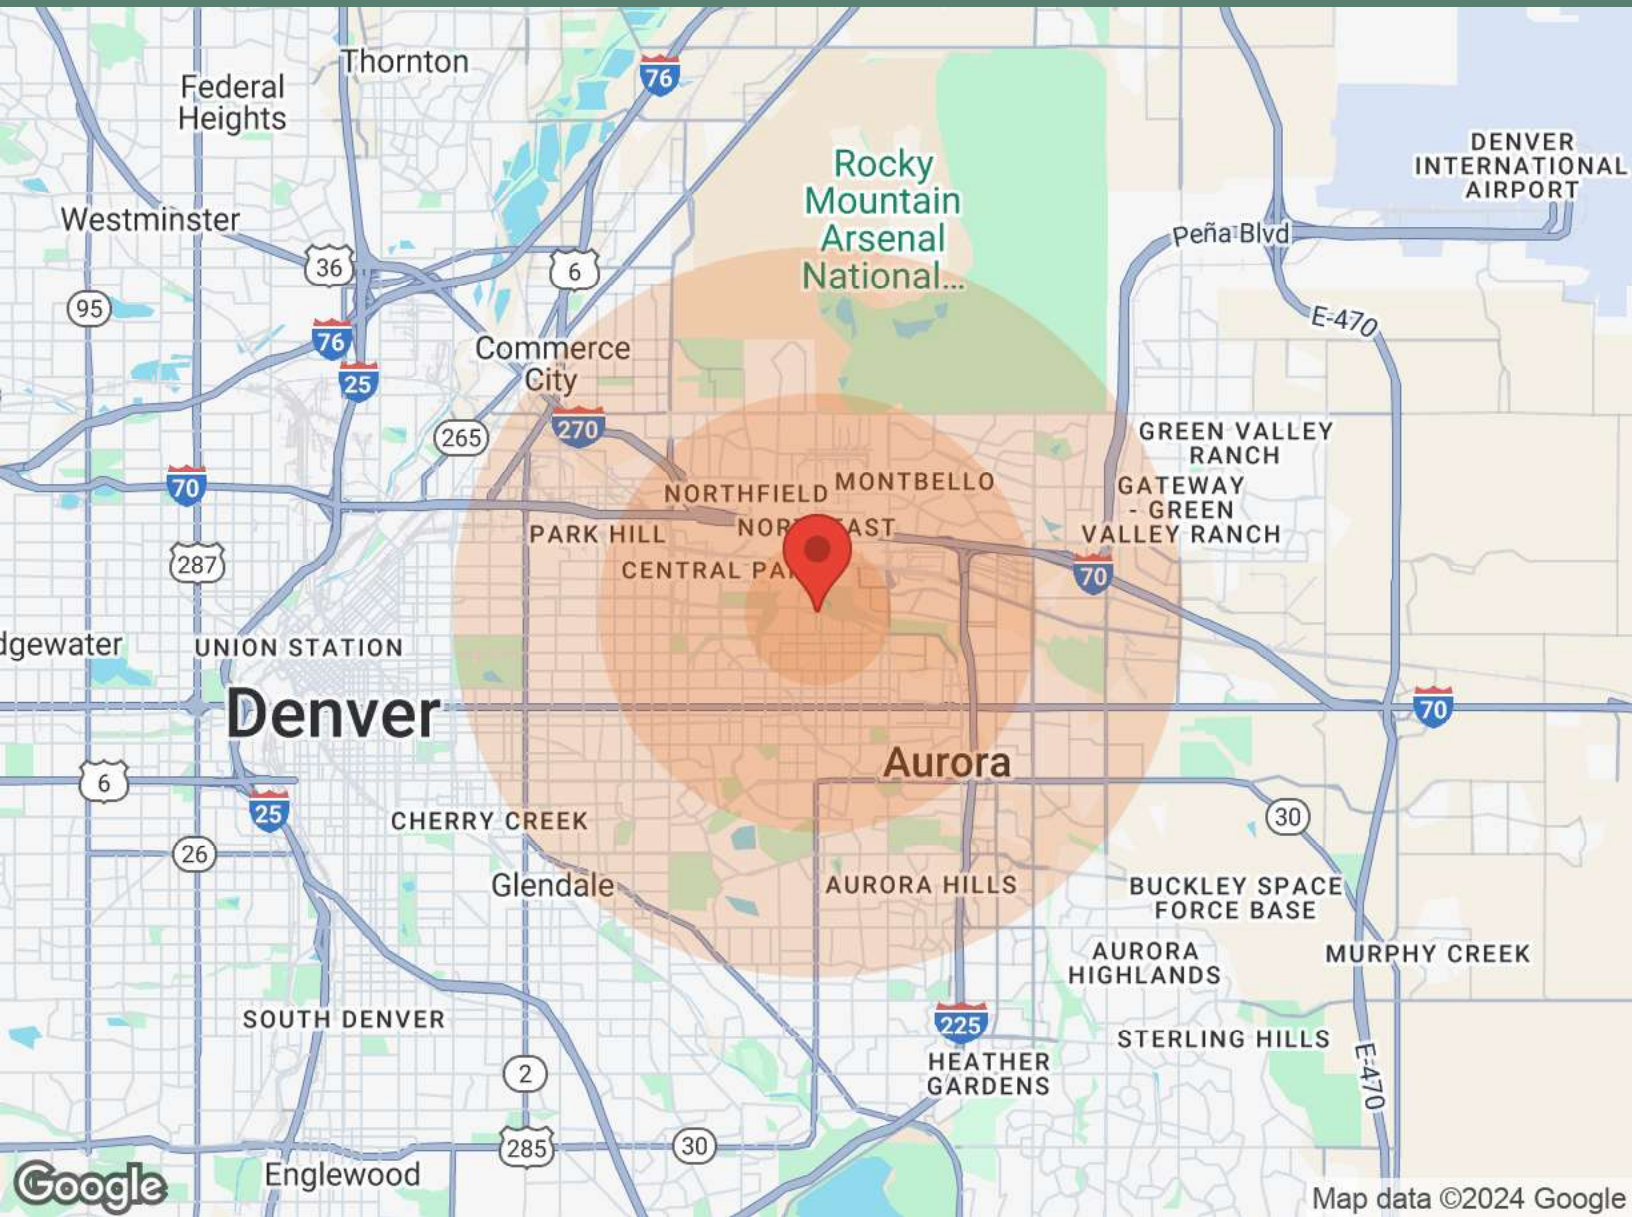 Thornton
Federal
Heights
76
Rocky
Mountain
Arsenal
National...
DENVER
INTERNATIONAL
AIRPORT
Westminster
Peña Blvd
36
6
95
E-470
76
Commerce
City
25
270
265
GREEN VALLEY
RANCH
70
NORTHFIELD
MONTBELLO
GATEWAY
- GREEN
VALLEY RANCH
PARK HILL
287
CENTRAL
70
dgewater
UNION STATION
Denver
70
Aurora
6
25
CHERRY CREEK
30
26
Glendale
AURORA HILLS
BUCKLEY SPACE
FORCE BASE
AURORA
HIGHLANDS
MURPHY CREEK
SOUTH DENVER
225
STERLING HILLS
HEATHER
GARDENS
2
E-470
285
30
Englewood
Google
Map data ©2024 Google